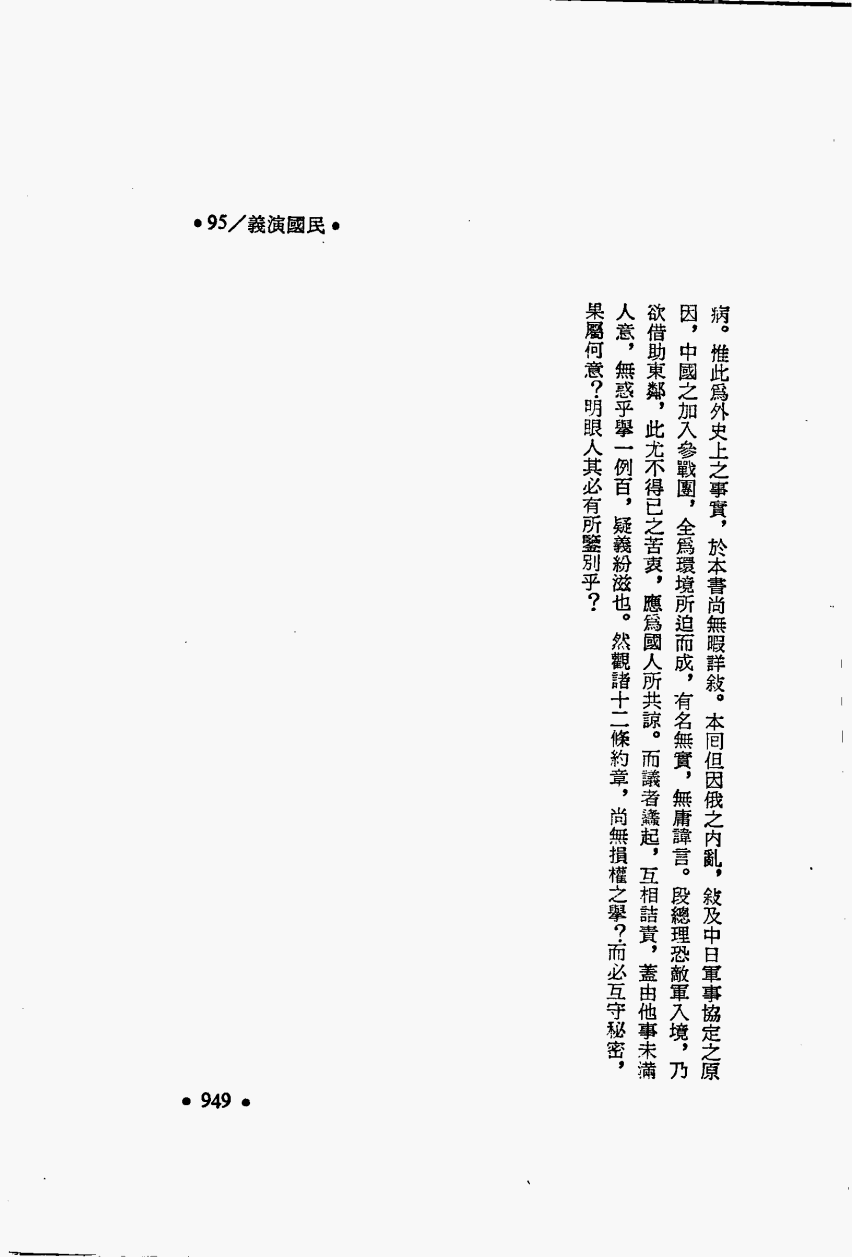 •民國演義/95•
病。惟此爲外史上之事實，於本書尚無暇詳敍。本回但因俄之內亂，敍及中日軍事協定之原
因，中國之加入參戰團，全爲環境所迫而成，有名無實，無庸諱言。段總理恐敵軍入境，乃
欲借助東鄰，此尤不得已之苦衷，應爲國人所共諒。而議者蠭起，互相詰責，蓋由他事未滿
人意，無惑乎舉一例百，疑義紛滋也。然觀諸十二條約章，尚無損權之舉？而必互守秘密，
果屬何意？明眼人其必有所鑒別乎？
• 949 •